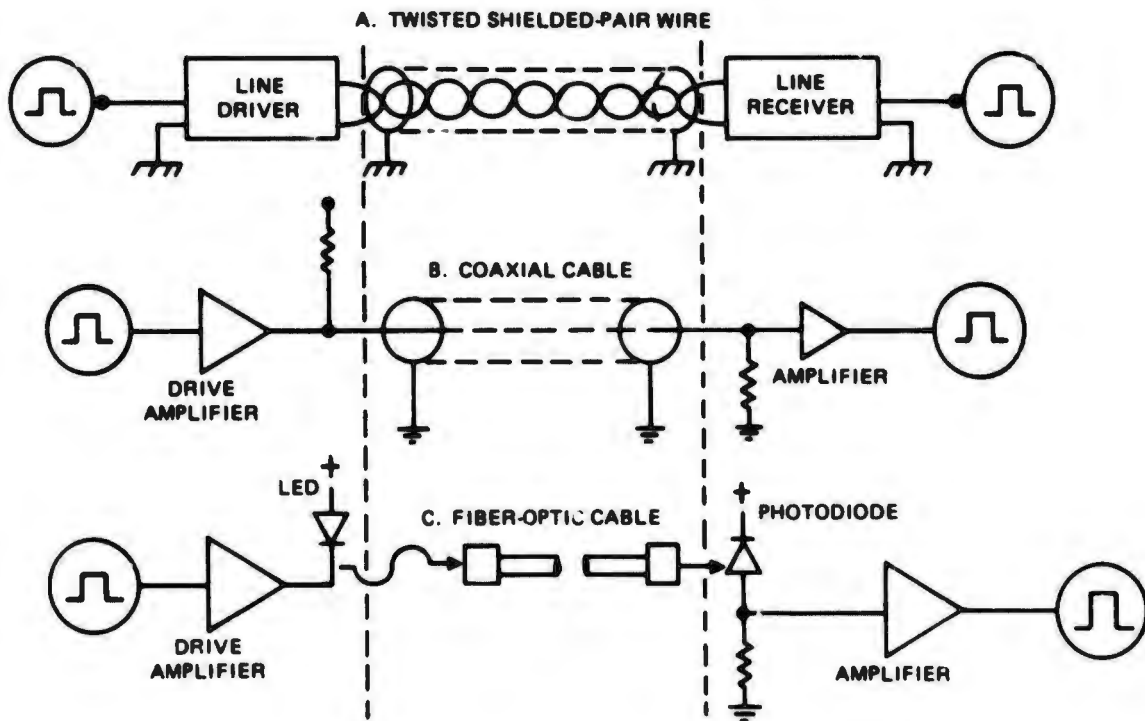 A. TWISTED SHIELDED-PAIR WIRE
LINE
DRIVER
LINE
RECEIVER
B. COAXIAL CABLE
DRIVE
AMPLIFIER
AMPLIFIER
+
LED
C. FIBER-OPTIC CABLE
+
PHOTODIODE
DRIVE
AMPLIFIER
AMPLIFIER